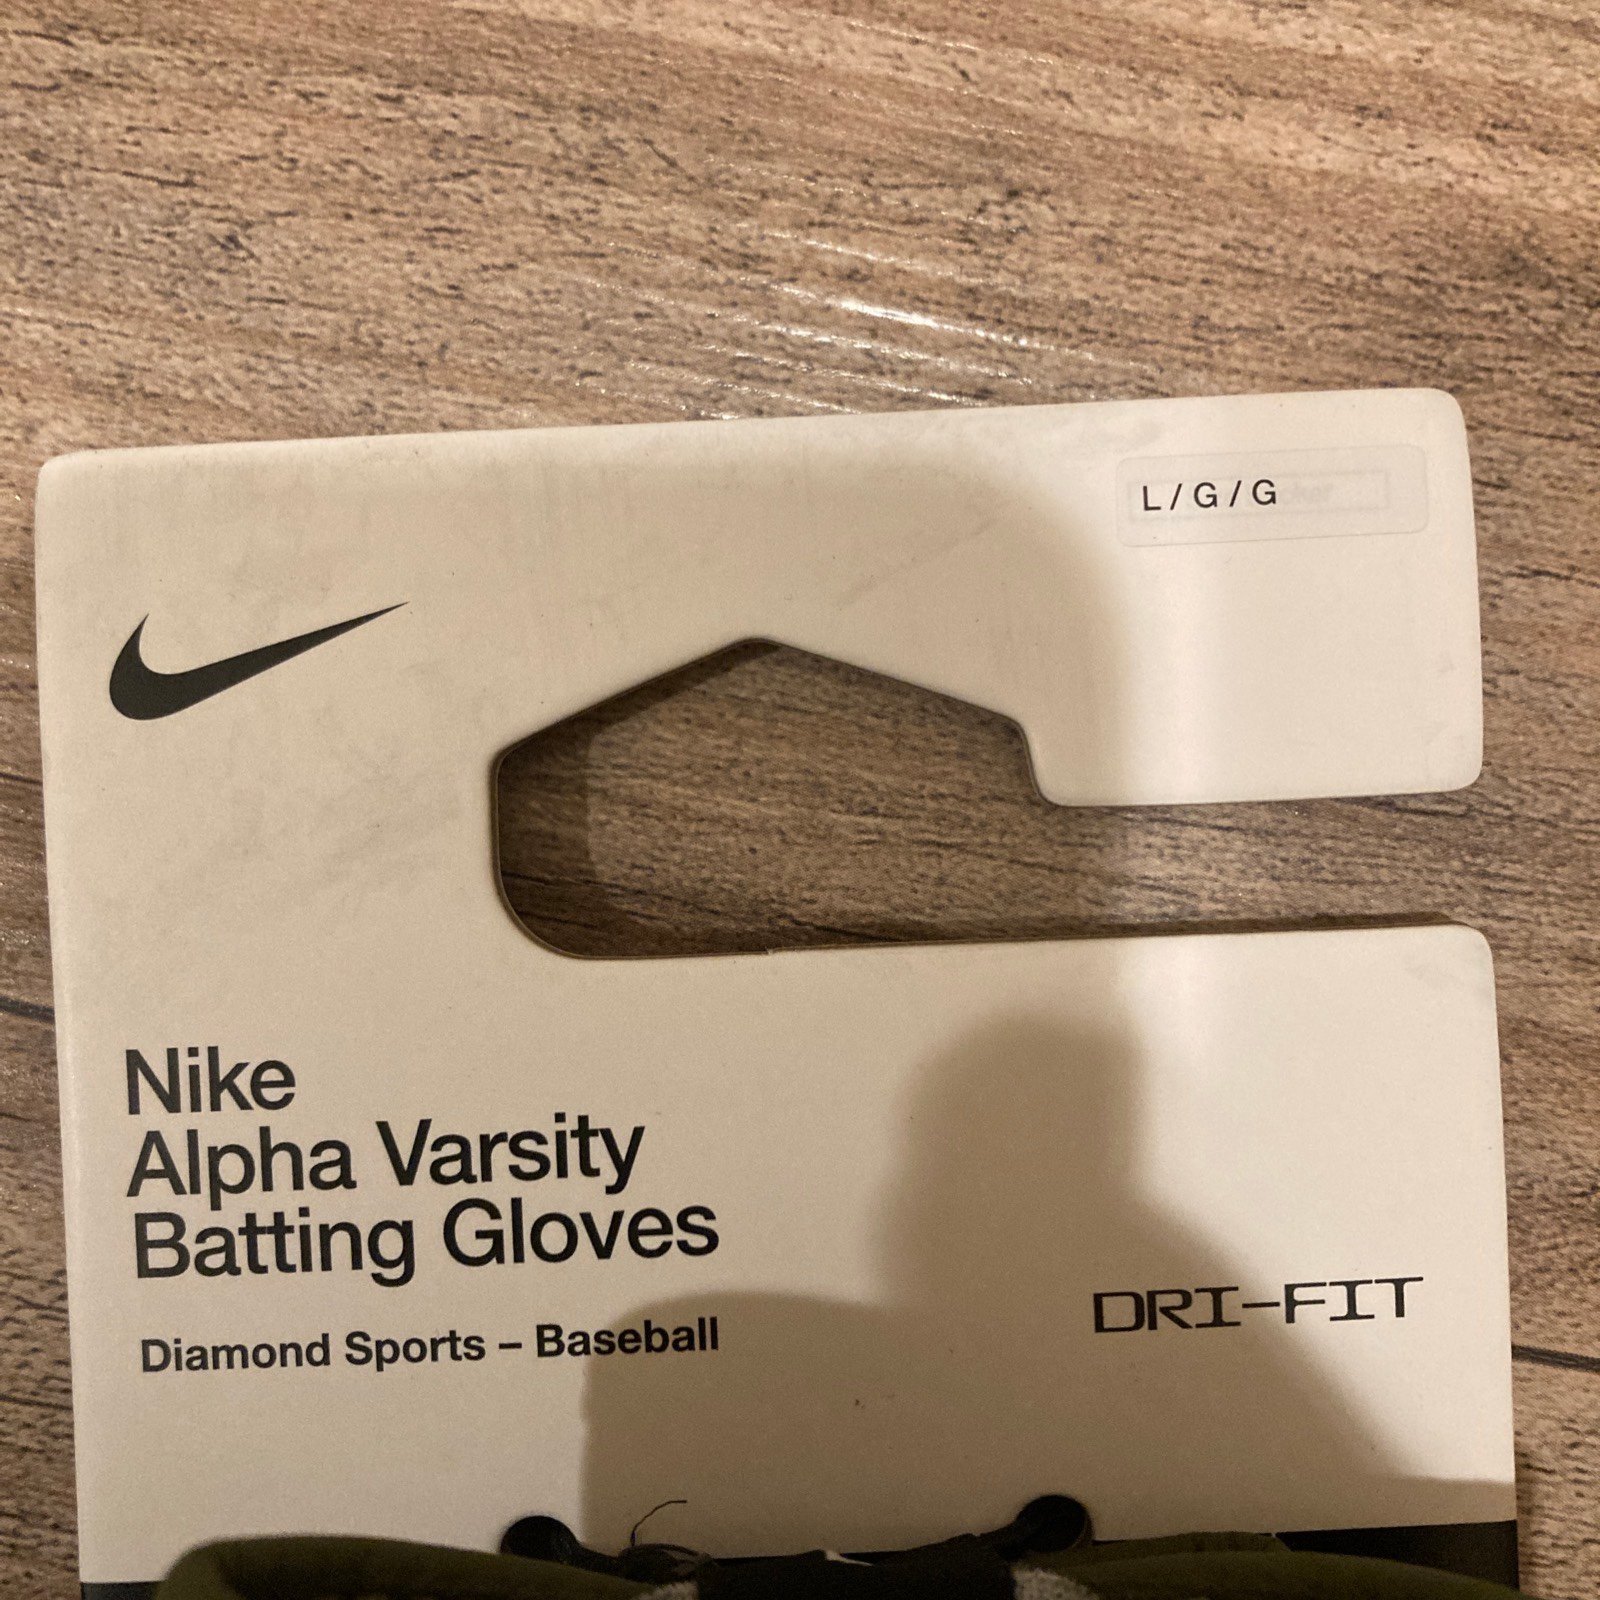 L/G/G
Nike
Alpha Varsity
Batting Gloves
Diamond Sports – Baseball
DRI-FIT